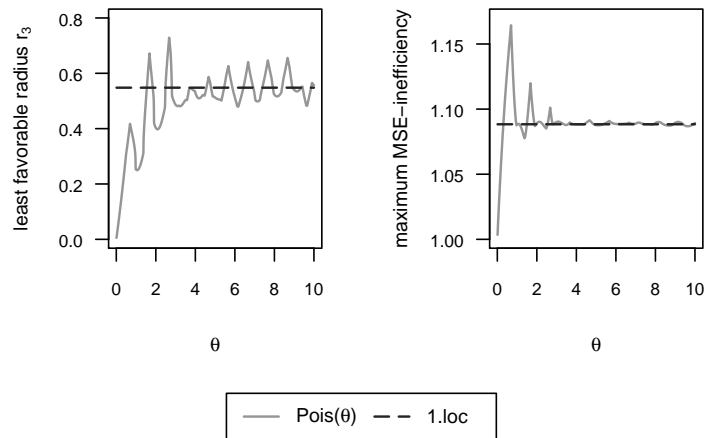 least favorable radius r₃
0.8
0.6
0.4
0.2
0.0
0 2 4 6 8 10
θ
maximum MSE−inefficiency
1.15
1.10
1.05
1.00
0 2 4 6 8 10
θ
Pois(θ) 1.loc